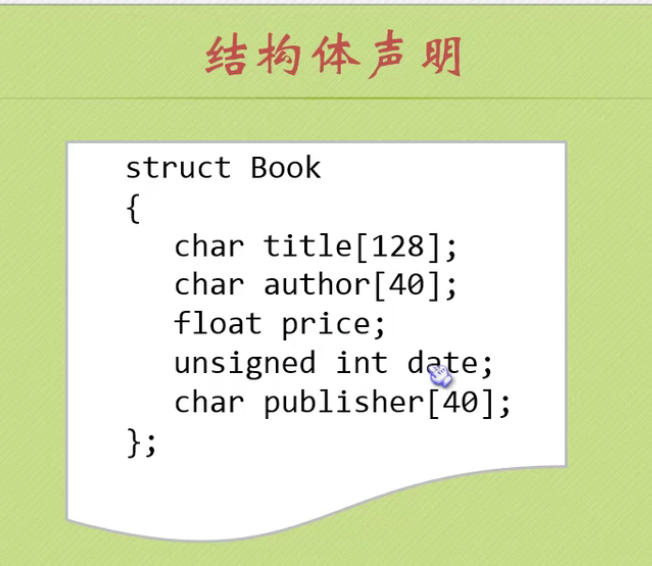 结构体声明
struct Book
{
char title[128];
char author[40];
float price;
unsigned int date;
char publisher[40];
};